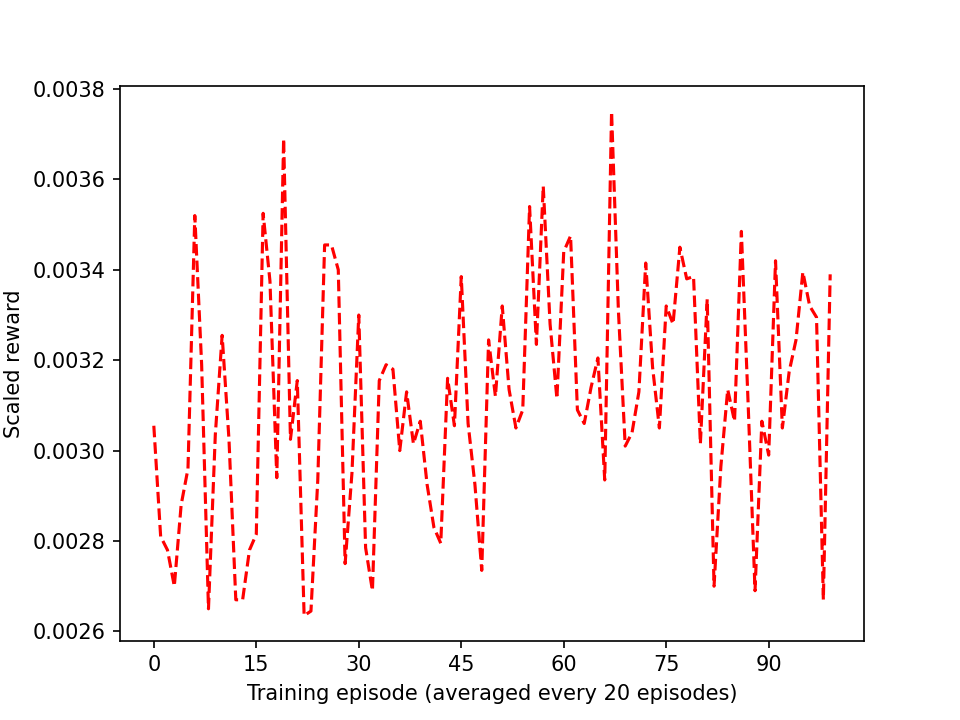 0.0038
0.0036
0.0034
0.0032
0.0030
0.0028
0.0026
Scaled reward
0 15 30 45 60 75 90
Training episode (averaged every 20 episodes)